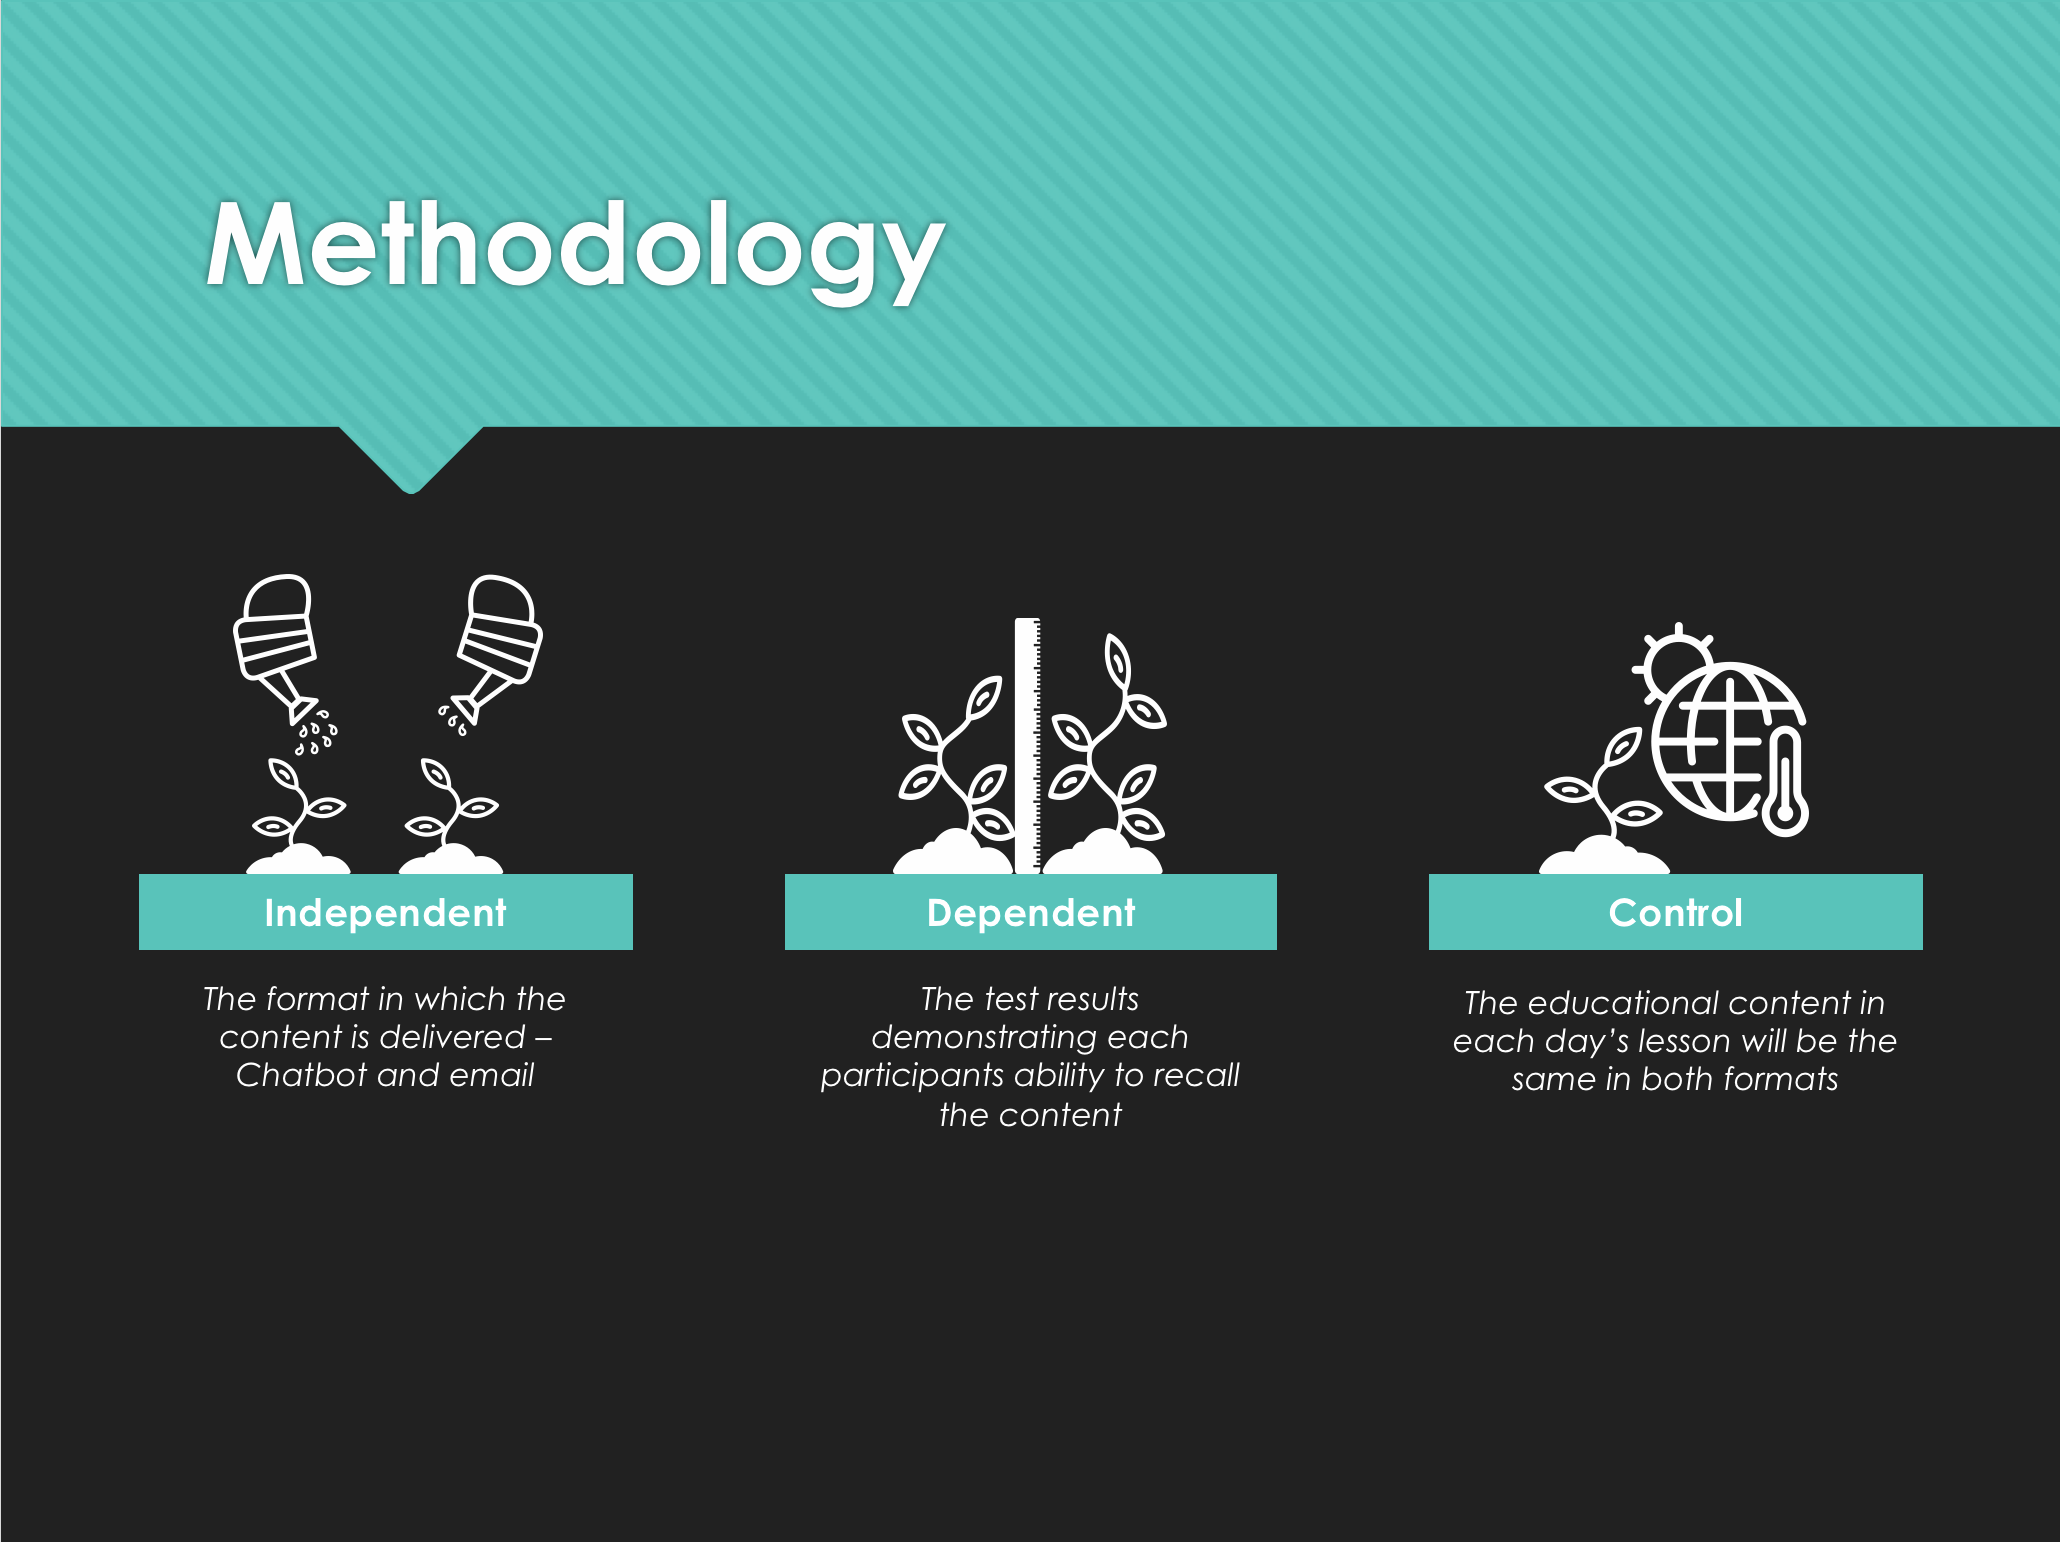 Methodology
Independent
The format in which the
content is delivered –
Chatbot and email
Dependent
The test results
demonstrating each
participants ability to recall
the content
Control
The educational content in
each day’s lesson will be the
same in both formats